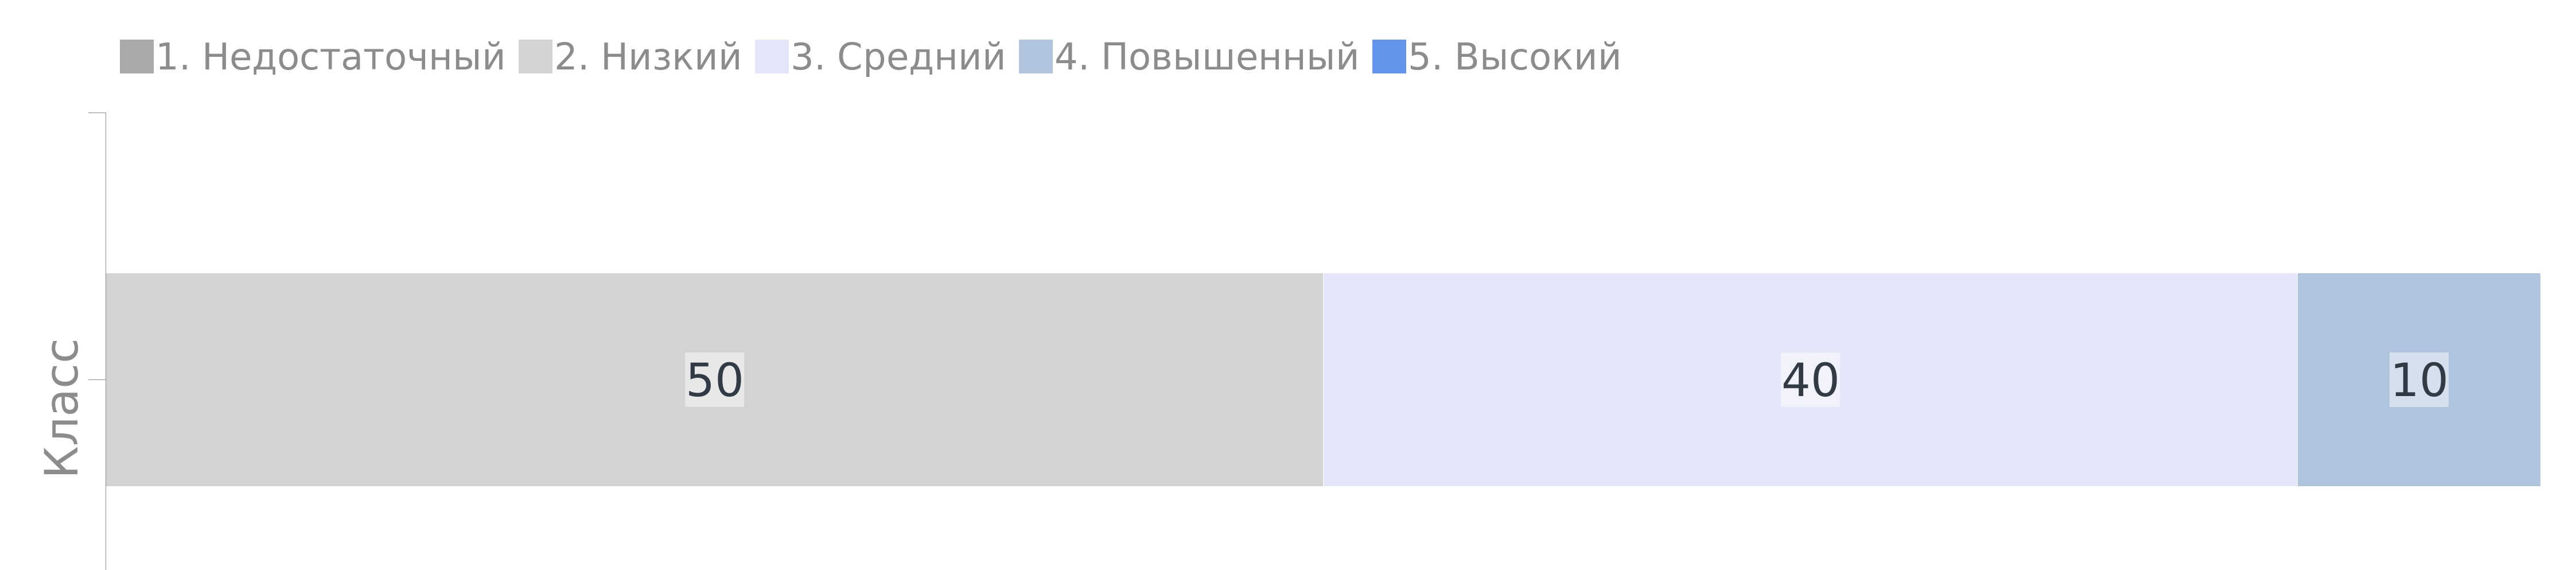 1. Недостаточный 2. Низкий 3. Средний 4. Повышенный 5. Высокий
Класс
50 40 10